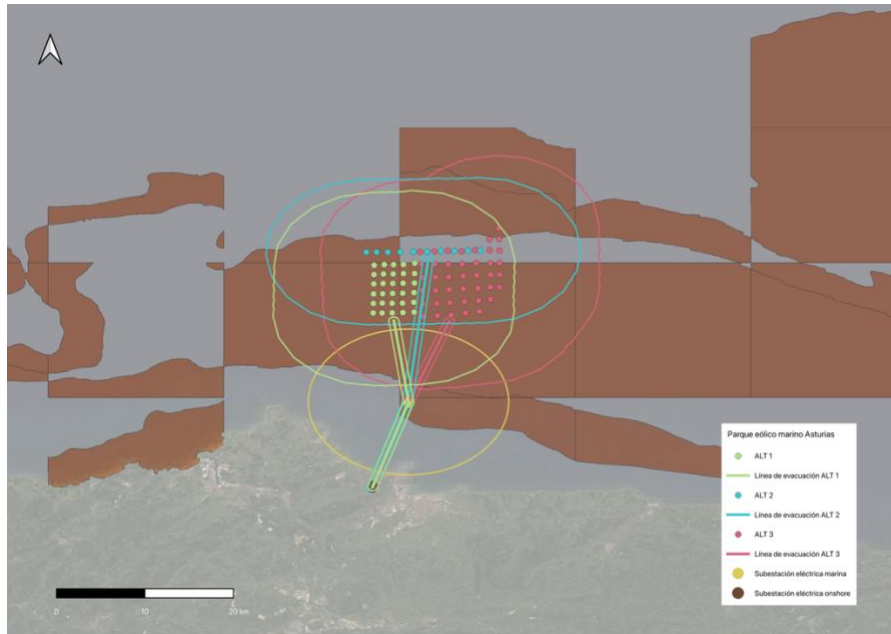 Parque eólico marino Asturias
ALT 1
Línea de evacuación ALT 1
ALT 2
Línea de evacuación ALT 2
ALT 3
Línea de evacuación ALT 3
Subestación eléctrica marina
Subestación eléctrica onshore
0 10 20 km